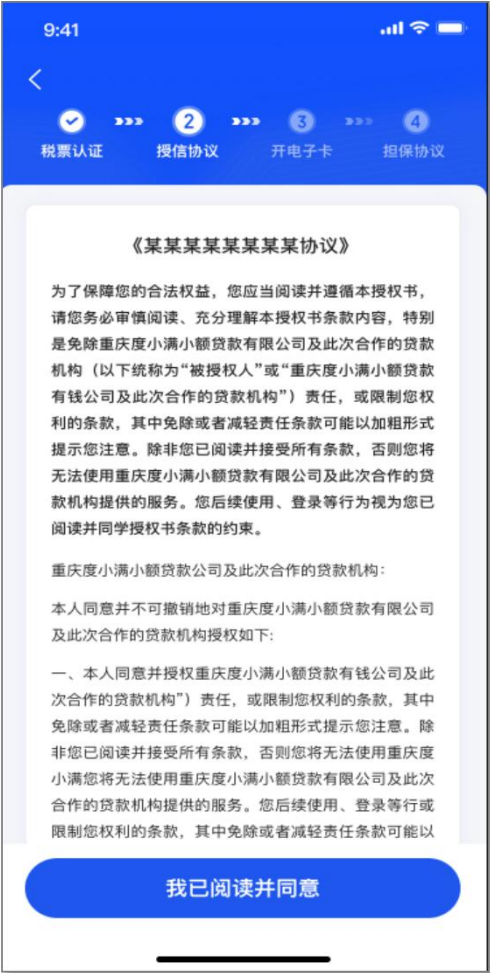 9:41
2
3
4
税票认证
授信协议
开电子卡
担保协议
《某某某某某某某某协议》
为了保障您的合法权益，您应当阅读并遵循本授权书，
请您务必审慎阅读、充分理解本授权书条款内容，特别
是免除重庆度小满小额贷款有限公司及此次合作的贷款
机构（以下统称为“被授权人”或“重庆度小满小额贷款
有钱公司及此次合作的贷款机构”）责任，或限制您权
利的条款，其中免除或者减轻责任条款可能以加粗形式
提示您注意。除非您已阅读并接受所有条款，否则您将
无法使用重庆度小满小额贷款有限公司及此次合作的贷
款机构提供的服务。您后续使用、登录等行为视为您已
阅读并同学授权书条款的约束。
重庆度小满小额贷款公司及此次合作的贷款机构：
本人同意并不可撤销地对重庆度小满小额贷款有限公司
及此次合作的贷款机构授权如下:
一、本人同意并授权重庆度小满小额贷款有钱公司及此
次合作的贷款机构”）责任，或限制您权利的条款，其中
免除或者减轻责任条款可能以加粗形式提示您注意。除
非您已阅读并接受所有条款，否则您将无法使用重庆度
小满您将无法使用重庆度小满小额贷款有限公司及此次
合作的贷款机构提供的服务。您后续使用、登录等行或
限制您权利的条款，其中免除或者减轻责任条款可能以
我已阅读并同意